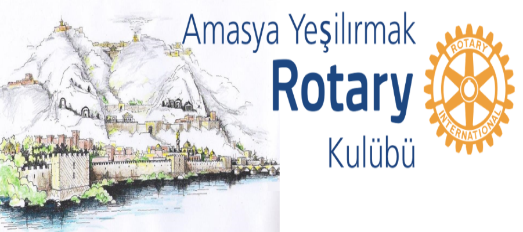 Amasya Yeşilırmak
Rotary
Kulübü
ROTARY
INTERNATIONAL